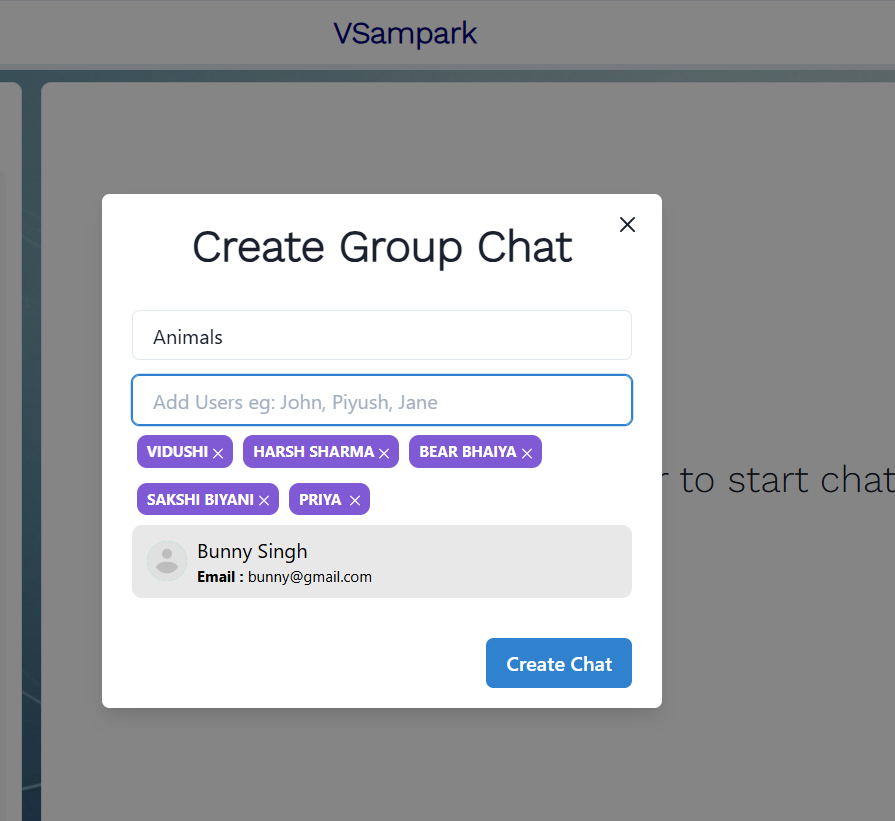 VSampark
Create Group Chat
Animals
Add Users eg: John, Piyush, Jane
VIDUSHI HARSH SHARMA BEAR BHAIYA
r to start chat
SAKSHI BIYANI PRIYA
Bunny Singh
Email : bunny@gmail.com
Create Chat